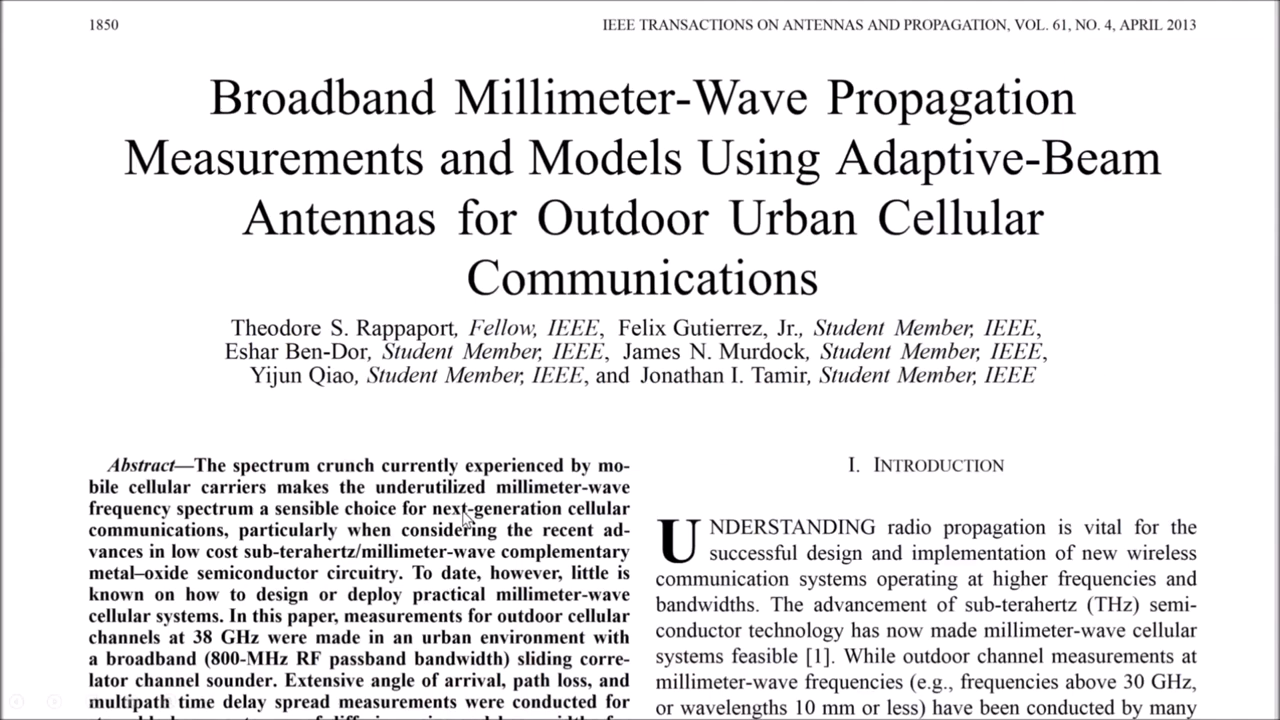 1850
IEEE TRANSACTIONS ON ANTENNAS AND PROPAGATION, VOL. 61, NO. 4, APRIL 2013
Broadband Millimeter-Wave Propagation
Measurements and Models Using Adaptive-Beam
Antennas for Outdoor Urban Cellular
Communications
Theodore S. Rappaport, Fellow, IEEE, Felix Gutierrez, Jr., Student Member, IEEE,
Eshar Ben-Dor, Student Member, IEEE, James N. Murdock, Student Member, IEEE,
Yijun Qiao, Student Member, IEEE, and Jonathan I. Tamir, Student Member, IEEE
Abstract—The spectrum crunch currently experienced by mo-
bile cellular carriers makes the underutilized millimeter-wave
frequency spectrum a sensible choice for next-generation cellular
communications, particularly when considering the recent ad-
vances in low cost sub-terahertz/millimeter-wave complementary
metal–oxide semiconductor circuitry. To date, however, little is
known on how to design or deploy practical millimeter-wave
cellular systems. In this paper, measurements for outdoor cellular
channels at 38 GHz were made in an urban environment with
a broadband (800-MHz RF passband bandwidth) sliding corre-
lator channel sounder. Extensive angle of arrival, path loss, and
multipath time delay spread measurements were conducted for
I. INTRODUCTION
UNDERSTANDING radio propagation is vital for the
successful design and implementation of new wireless
communication systems operating at higher frequencies and
bandwidths. The advancement of sub-terahertz (THz) semi-
conductor technology has now made millimeter-wave cellular
systems feasible [1]. While outdoor channel measurements at
millimeter-wave frequencies (e.g., frequencies above 30 GHz,
or wavelengths 10 mm or less) have been conducted by many